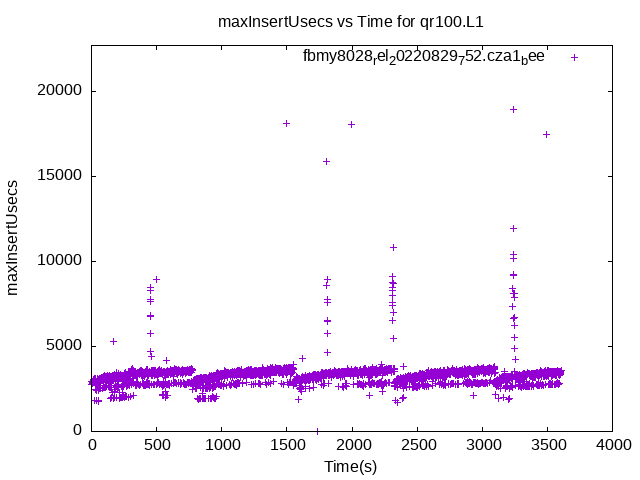 maxInsertUsecs vs Time for qr100.L1
fbmy8028rel20220829752.cza1bee
maxInsertUsecs
20000
15000
10000
5000
0
0 500 1000 1500 2000 2500 3000 3500 4000
Time(s)